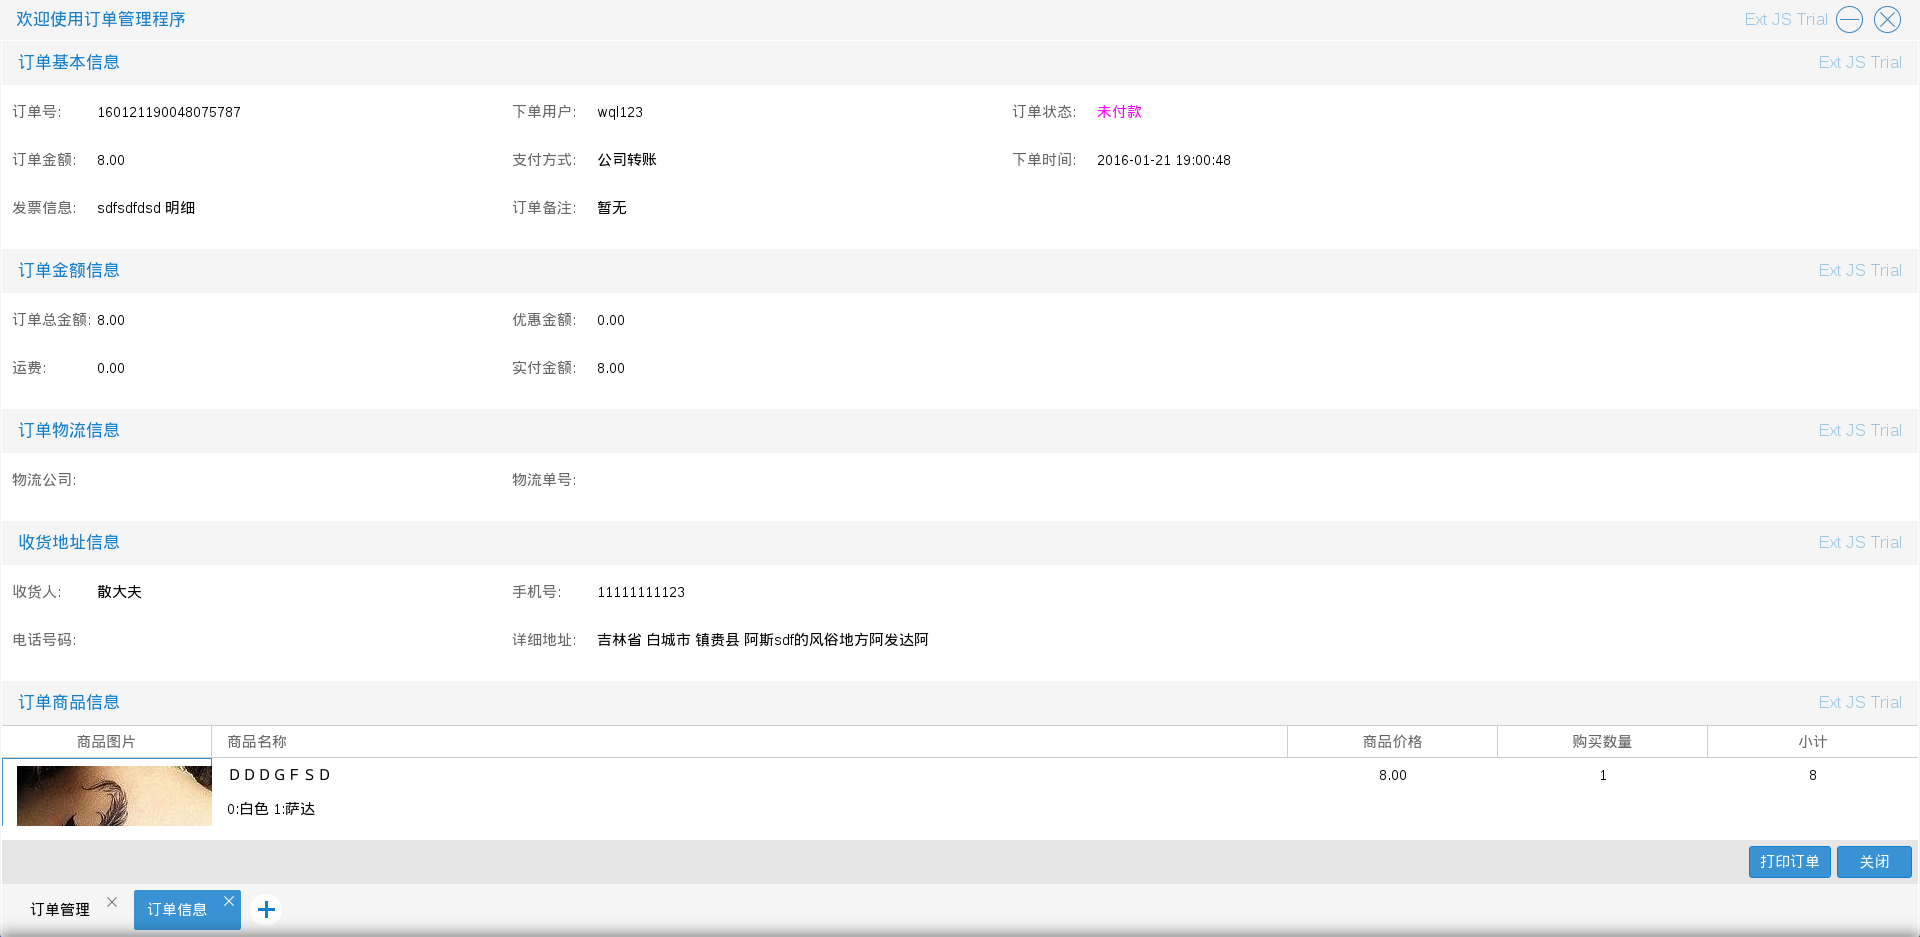 欢迎使用订单管理程序 Ext JS Trial
订单基本信息 Ext JS Trial
订单号: 160121190048075787 下单用户: wql123 订单状态: 未付款
订单金额: 8.00 支付方式: 公司转账 下单时间: 2016-01-21 19:00:48
发票信息: sdfsdfdsd 明细 订单备注: 暂无
订单金额信息 Ext JS Trial
订单总金额: 8.00 优惠金额: 0.00
运费: 0.00 实付金额: 8.00
订单物流信息 Ext JS Trial
物流公司: 物流单号:
收货地址信息 Ext JS Trial
收货人: 散大夫 手机号: 11111111123
电话号码: 详细地址: 吉林省 白城市 镇赉县 阿斯sdf的风俗地方阿发达阿
订单商品信息 Ext JS Trial
商品图片 商品名称 商品价格 购买数量 小计
ＤＤＤＧＦＳＤ 8.00 1 8
0:白色 1:萨达
打印订单 关闭
订单管理 订单信息